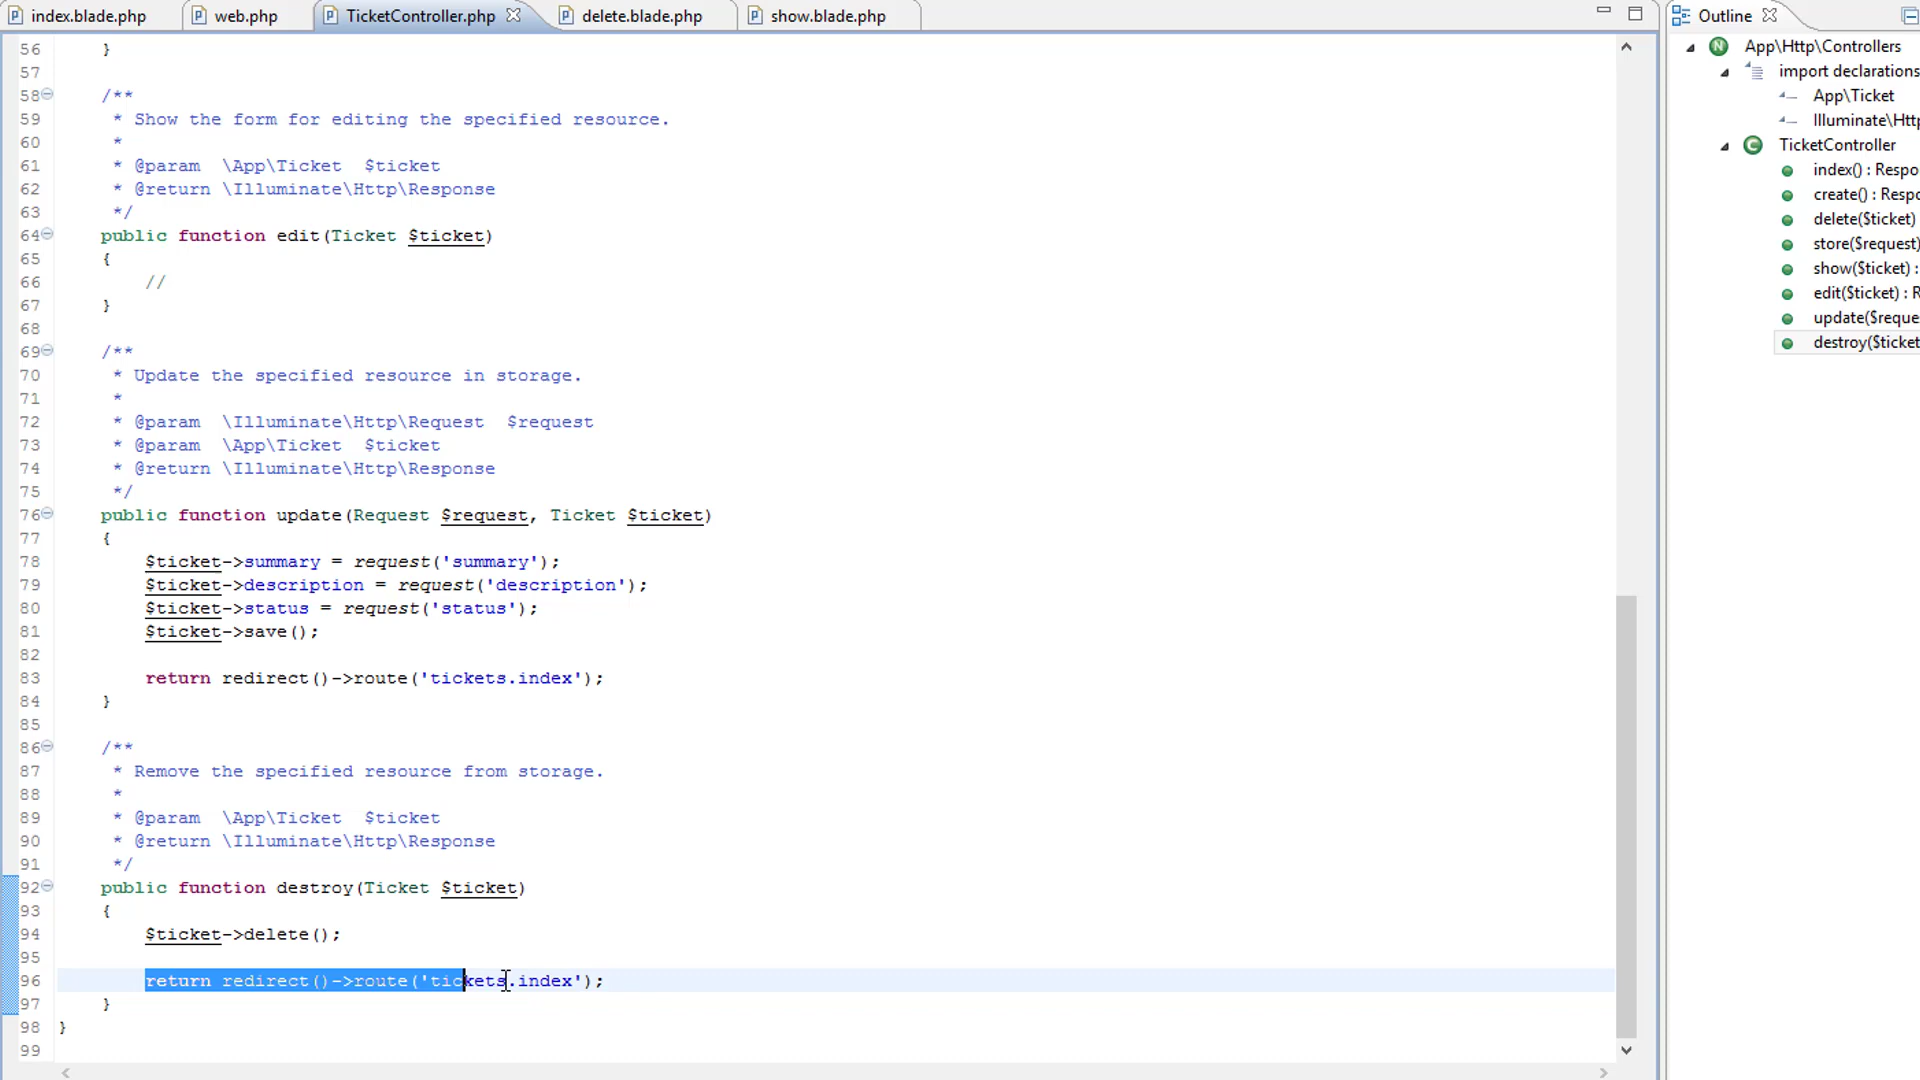 index.blade.php
web.php
TicketController.php
delete.blade.php
show.blade.php
Outline
56 }
57
58 /**
59 * Show the form for editing the specified resource.
60 *
61 * @param \App\Ticket $ticket
62 * @return \Illuminate\Http\Response
63 */
64 public function edit(Ticket $ticket)
65 {
66 //
67 }
68
69 /**
70 * Update the specified resource in storage.
71 *
72 * @param \Illuminate\Http\Request $request
73 * @param \App\Ticket $ticket
74 * @return \Illuminate\Http\Response
75 */
76 public function update(Request $request, Ticket $ticket)
77 {
78 $ticket->summary = request('summary');
79 $ticket->description = request('description');
80 $ticket->status = request('status');
81 $ticket->save();
82
83 return redirect()->route('tickets.index');
84 }
85
86 /**
87 * Remove the specified resource from storage.
88 *
89 * @param \App\Ticket $ticket
90 * @return \Illuminate\Http\Response
91 */
92 public function destroy(Ticket $ticket)
93 {
94 $ticket->delete();
95
96 return redirect()->route('tickets.index');
97 }
98 }
99
App\Http\Controllers
import declarations
App\Ticket
Illuminate\Http
TicketController
index() : Respo
create() : Respo
delete($ticket)
store($request)
show($ticket) :
edit($ticket) : R
update($reque
destroy($ticket